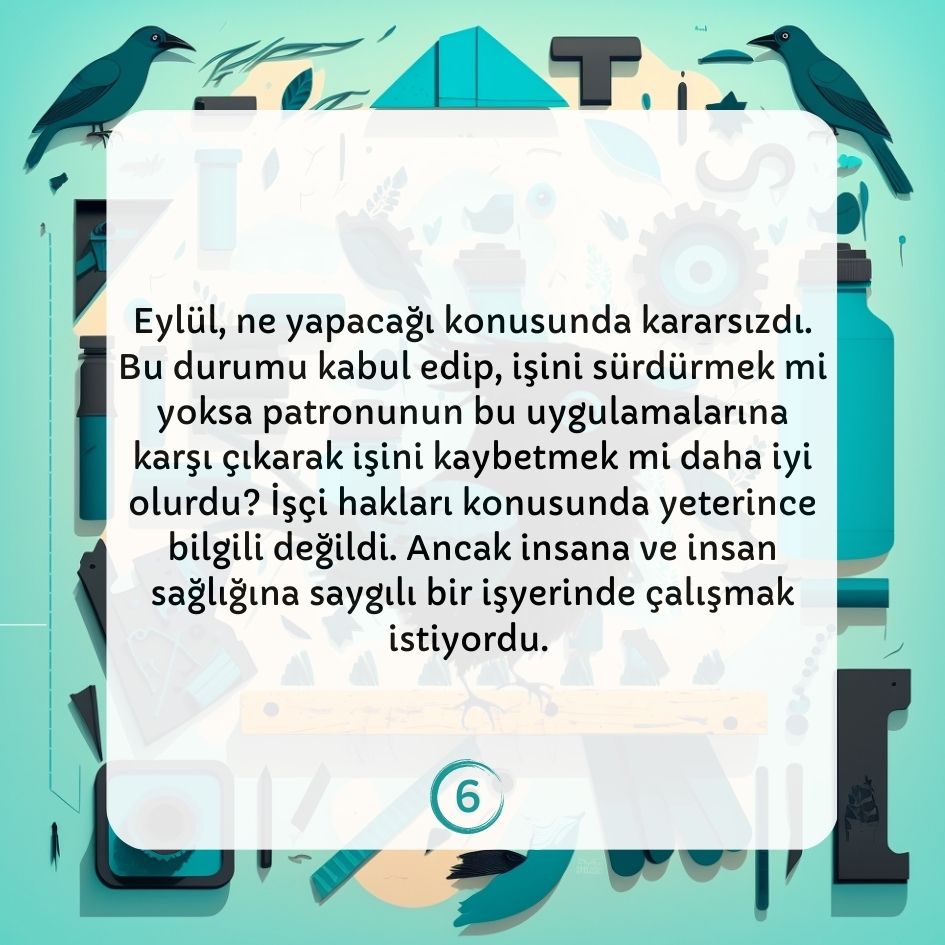 Eylül, ne yapacağı konusunda kararsızdı.
Bu durumu kabul edip, işini sürdürmek mi
yoksa patronunun bu uygulamalarına
karşı çıkarak işini kaybetmek mi daha iyi
olurdu? İşçi hakları konusunda yeterince
bilgili değildi. Ancak insana ve insan
sağlığına saygılı bir işyerinde çalışmak
istiyordu.
6